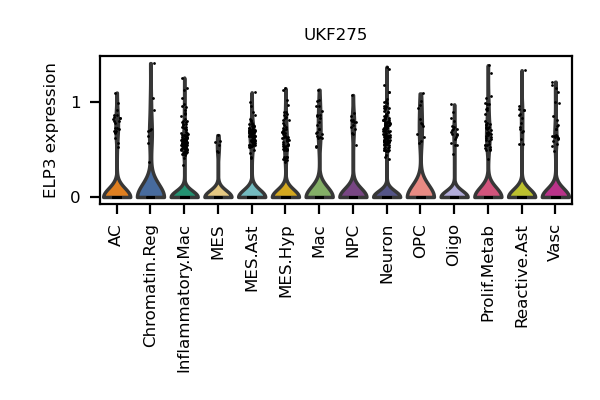 UKF275
ELP3 expression
1
0
AC
Chromatin.Reg
Inflammatory.Mac
MES
MES.Ast
MES.Hyp
Mac
NPC
Neuron
OPC
Oligo
Prolif.Metab
Reactive.Ast
Vasc